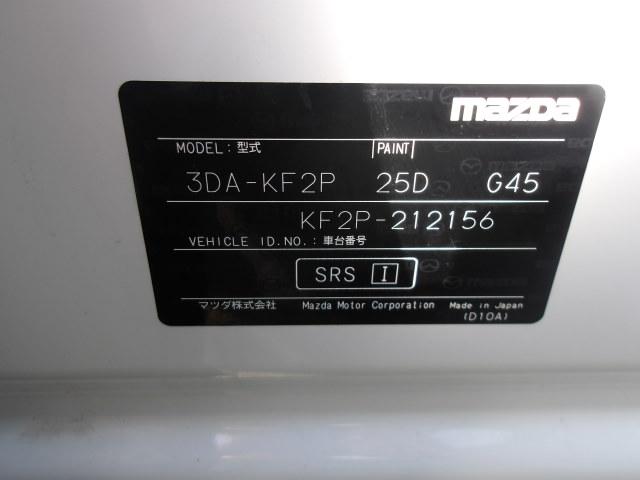 mazda
MODEL:型式 PAINT
3DA-KF2P 25D G45
KF2P-212156
VEHICLE ID.NO.:車台番号
SRS I
マツダ株式会社 Mazda Motor Corporation Made in Japan
(D10A)